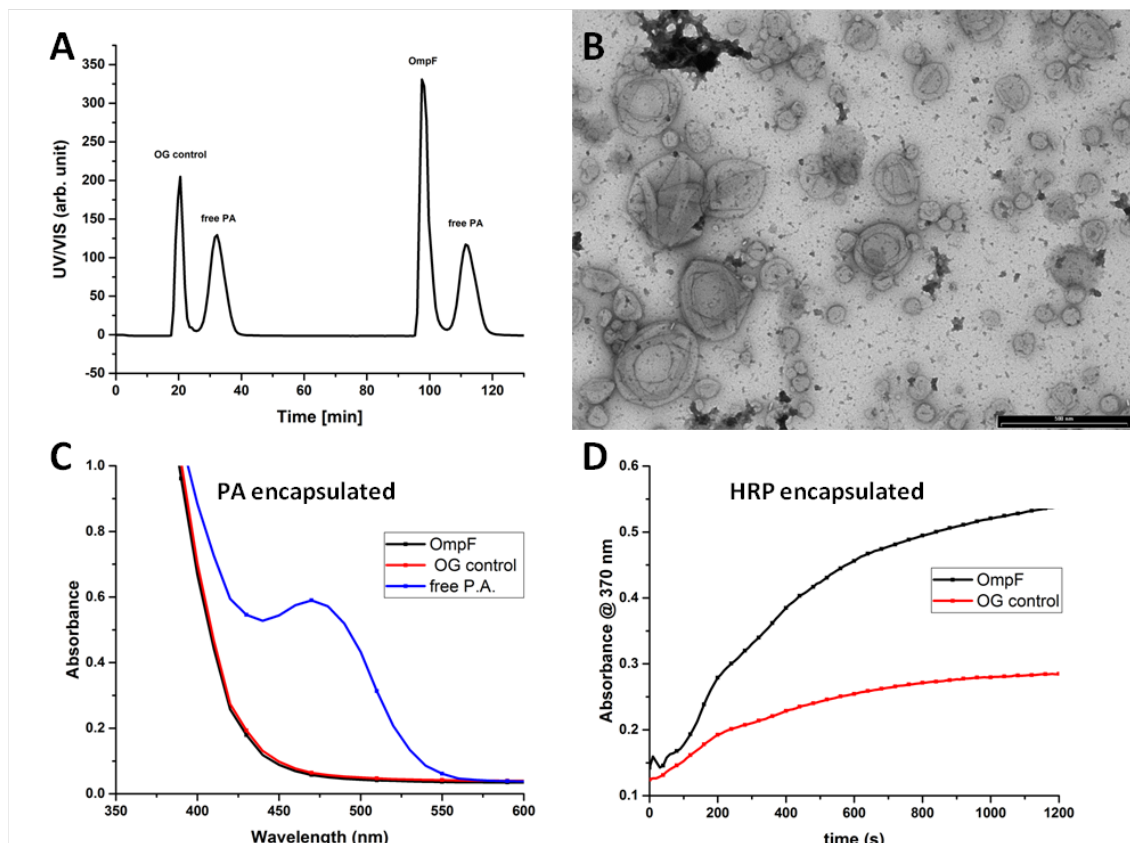 A
UV/VIS (arb. unit)
350
300
250
200
150
100
50
0
-50
OG control
free PA
OmpF
free PA
0 20 40 60 80 100 120
Time [min]
B
500 nm
C
PA encapsulated
Absorbance
1.0
0.8
0.6
0.4
0.2
0.0
OmpF
OG control
free P.A.
350 400 450 500 550 600
Wavelength (nm)
D
HRP encapsulated
Absorbance @ 370 nm
0.6
0.5
0.4
0.3
0.2
0.1
OmpF
OG control
0 200 400 600 800 1000 1200
time (s)